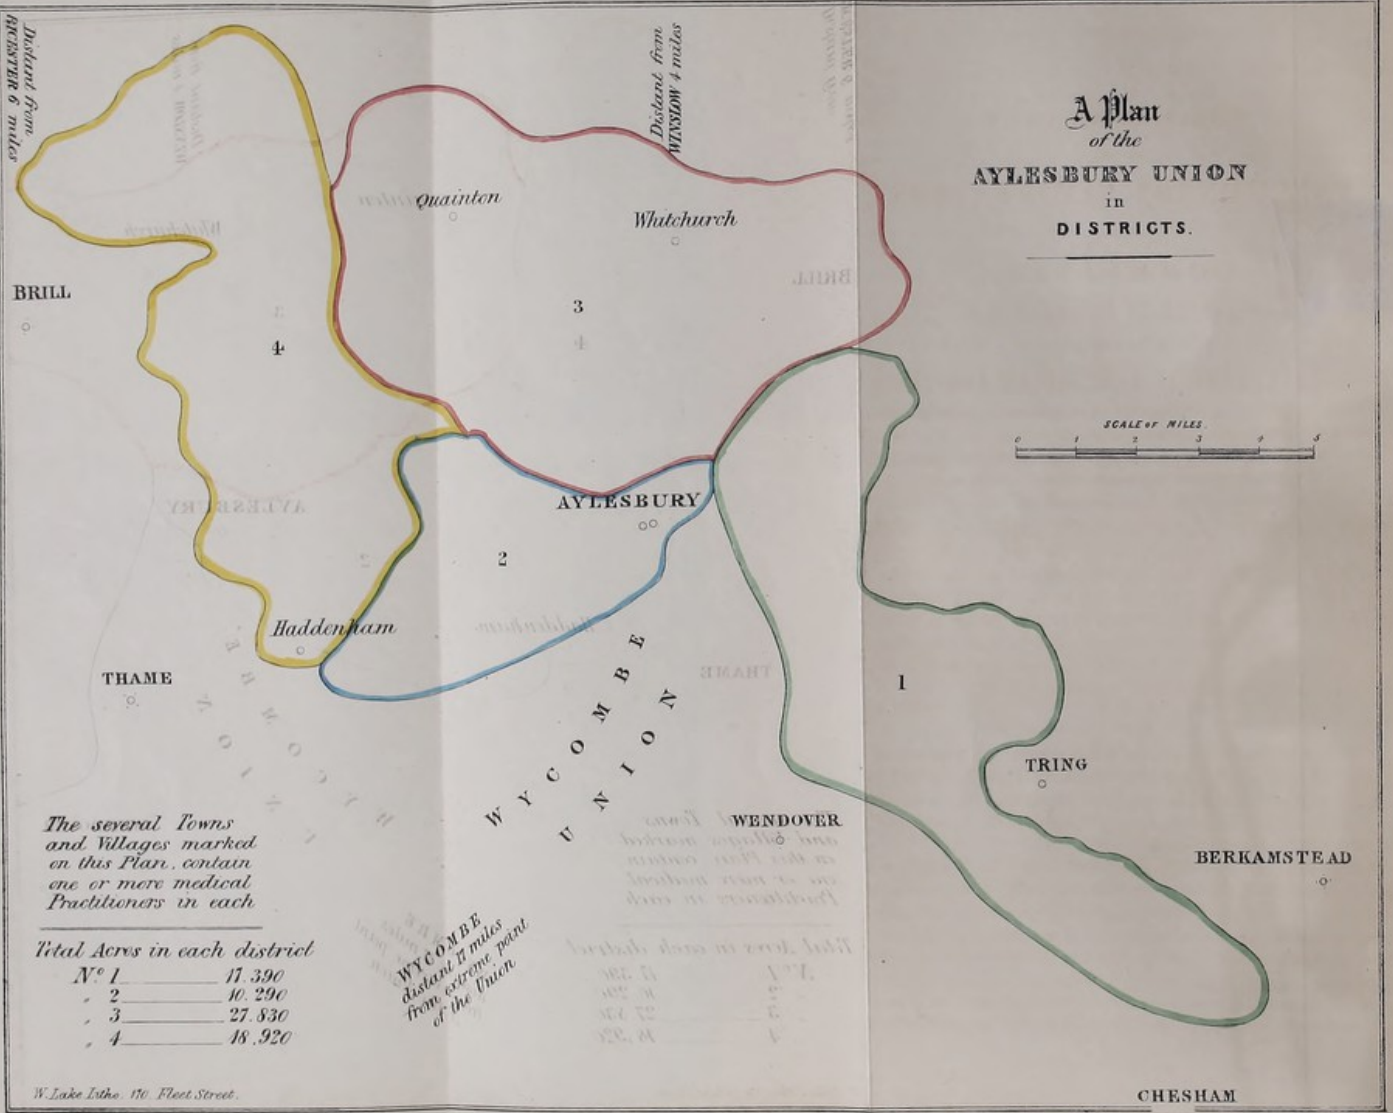 Distant from
BICESTER 6 miles
Distant from
WINSLOW 4 miles
A Plan
of the
AYLESBURY UNION
in
DISTRICTS.
Quainton
Whitchurch
BRILL
3
4
SCALE OF MILES.
0 1 2 3 4 5
AYLESBURY
2
Haddenham
THAME
1
WYCOMBE
UNION
TRING
WENDOVER
BERKAMSTEAD
The several Towns
and Villages marked
on this Plan, contain
one or more medical
Practitioners in each
Total Acres in each district
No. 1 17.390
„ 2 10.290
„ 3 27.830
„ 4 18.920
WYCOMBE
distant 17 miles
from extreme point
of the Union
W. Lake Litho. 170. Fleet Street.
CHESHAM